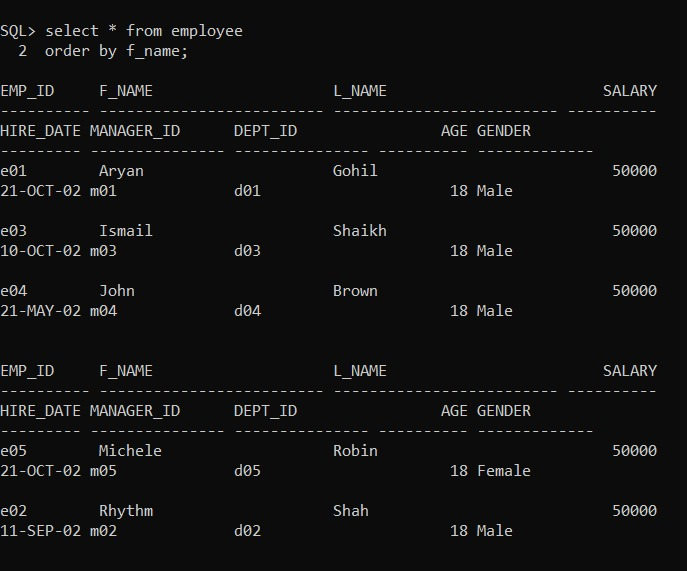 SQL> select * from employee
  2  order by f_name;
EMP_ID     F_NAME                    L_NAME                        SALARY
---------- ------------------------- ------------------------- ----------
HIRE_DATE MANAGER_ID      DEPT_ID                AGE GENDER
--------- --------------- --------------- ---------- -------------
e01        Aryan                     Gohil                          50000
21-OCT-02 m01             d01                     18 Male
e03        Ismail                    Shaikh                         50000
10-OCT-02 m03             d03                     18 Male
e04        John                      Brown                          50000
21-MAY-02 m04             d04                     18 Male
EMP_ID     F_NAME                    L_NAME                        SALARY
---------- ------------------------- ------------------------- ----------
HIRE_DATE MANAGER_ID      DEPT_ID                AGE GENDER
--------- --------------- --------------- ---------- -------------
e05        Michele                   Robin                          50000
21-OCT-02 m05             d05                     18 Female
e02        Rhythm                    Shah                           50000
11-SEP-02 m02             d02                     18 Male